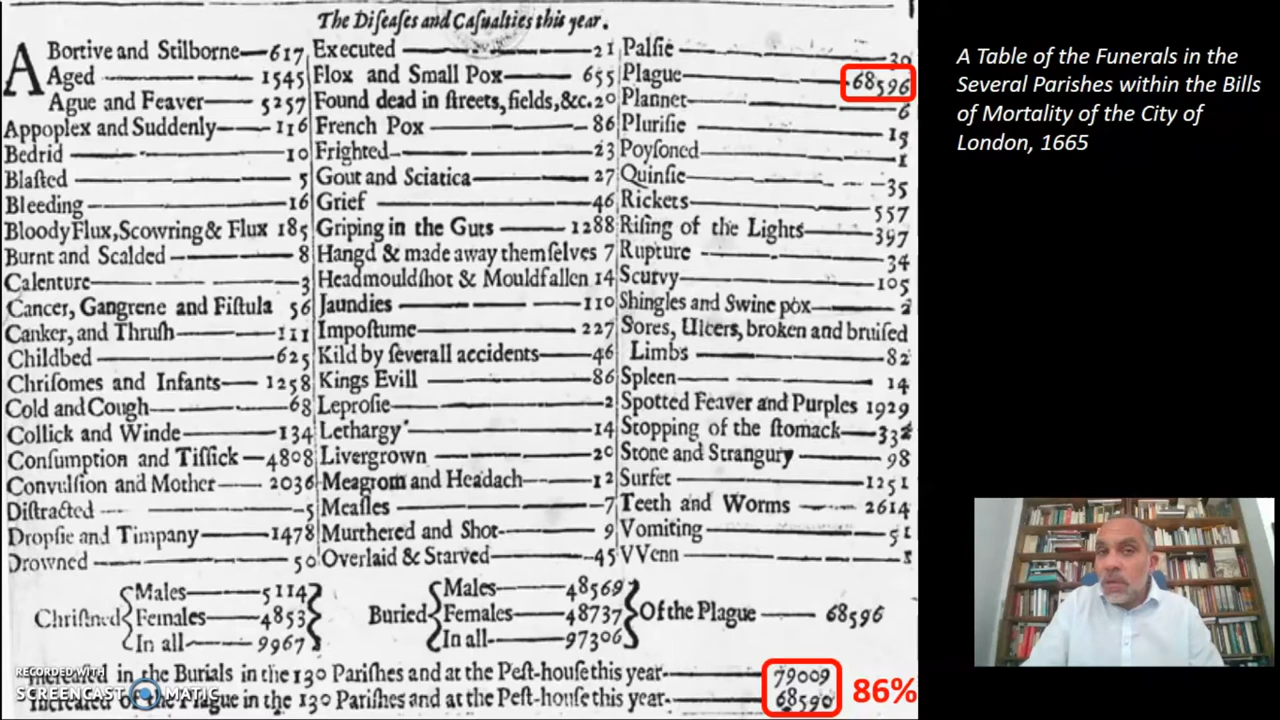 The Diſeaſes and Caſualties this year.
ABortive and Stilborne 617
Aged 1545
Ague and Feaver 5257
Appoplex and Suddenly 116
Bedrid 10
Blaſted 5
Bleeding 16
Bloody Flux, Scowring & Flux 185
Burnt and Scalded 8
Calenture 3
Cancer, Gangrene and Fiſtula 56
Canker, and Thruſh 111
Childbed 625
Chriſomes and Infants 1258
Cold and Cough 68
Collick and Winde 134
Conſumption and Tiſſick 4808
Convulſion and Mother 2036
Diſtracted 5
Dropſie and Timpany 1478
Drowned 50
Executed 21
Flox and Small Pox 655
Found dead in ſtreets, fields, &c. 20
French Pox 86
Frighted 23
Gout and Sciatica 27
Grief 46
Griping in the Guts 1288
Hangd & made away themſelves 7
Headmouldſhot & Mouldfallen 14
Jaundies 110
Impoſtume 227
Kild by ſeverall accidents 46
Kings Evill 86
Leproſie 2
Lethargy 14
Livergrown 20
Meagrom and Headach 12
Meaſles 7
Murthered and Shot 9
Overlaid & Starved 45
Palſie 30
Plague 68596
Plannet 6
Pluriſie 15
Poyſoned 1
Quinſie 35
Rickets 557
Riſing of the Lights 397
Rupture 34
Scurvy 105
Shingles and Swine pox 2
Sores, Ulcers, broken and bruiſed
Limbs 82
Spleen 14
Spotted Feaver and Purples 1929
Stopping of the ſtomack 332
Stone and Strangury 98
Surfet 1251
Teeth and Worms 2614
Vomiting 51
VVenn 1
Chriſtned
Males 5114
Females 4853
In all 9967
Buried
Males 48569
Females 48737
In all 97306
Of the Plague 68596
Increaſed in the Burials in the 130 Pariſhes and at the Peſt-houſe this year 79009
Increaſed of the Plague in the 130 Pariſhes and at the Peſt-houſe this year 68590
86%
A Table of the Funerals in the
Several Parishes within the Bills
of Mortality of the City of
London, 1665
RECORDED WITH
SCREENCAST MATIC